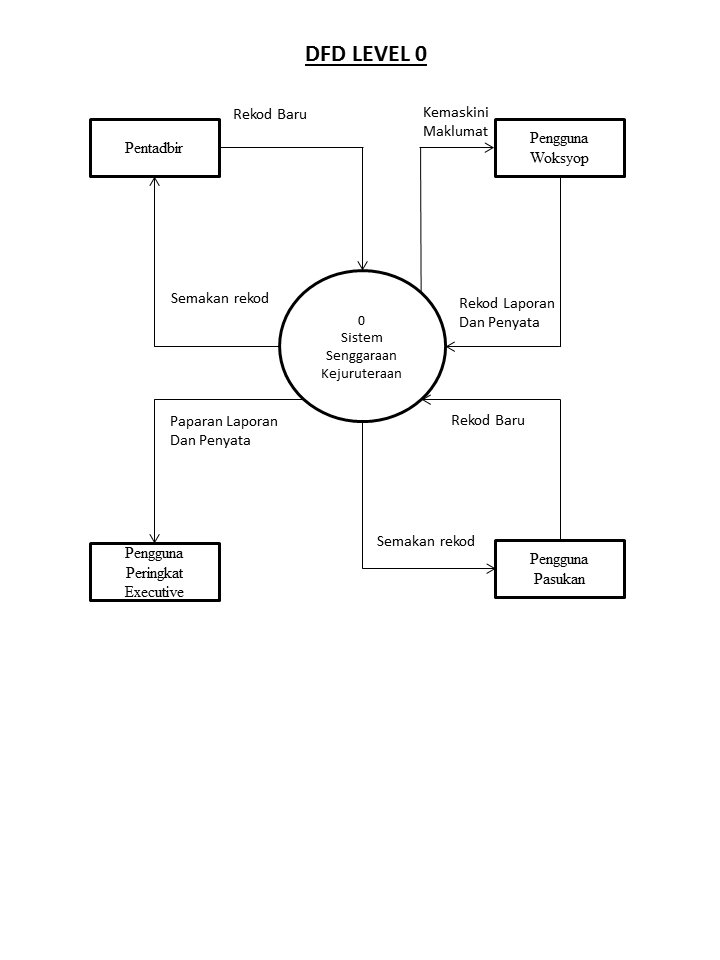 DFD LEVEL 0
Rekod Baru
Kemaskini
Maklumat
Pentadbir
Pengguna
Woksyop
Semakan rekod
Rekod Laporan
Dan Penyata
0
Sistem
Senggaraan
Kejuruteraan
Paparan Laporan
Dan Penyata
Rekod Baru
Semakan rekod
Pengguna
Peringkat
Executive
Pengguna
Pasukan